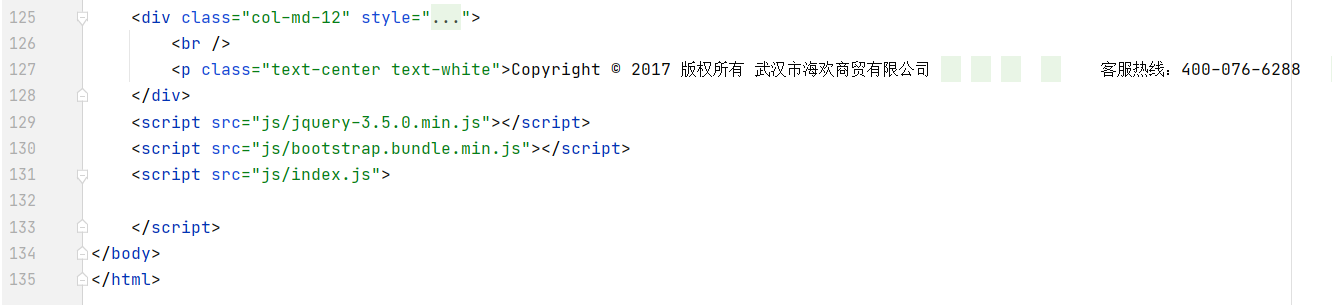 125 <div class="col-md-12" style="...">
126 <br />
127 <p class="text-center text-white">Copyright © 2017 版权所有 武汉市海欢商贸有限公司 客服热线：400-076-6288
128 </div>
129 <script src="js/jquery-3.5.0.min.js"></script>
130 <script src="js/bootstrap.bundle.min.js"></script>
131 <script src="js/index.js">
132
133 </script>
134 </body>
135 </html>